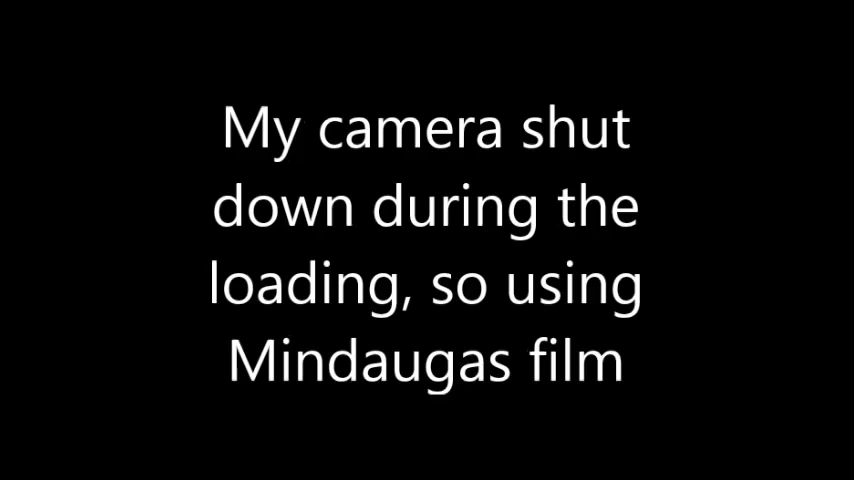 My camera shut
down during the
loading, so using
Mindaugas film